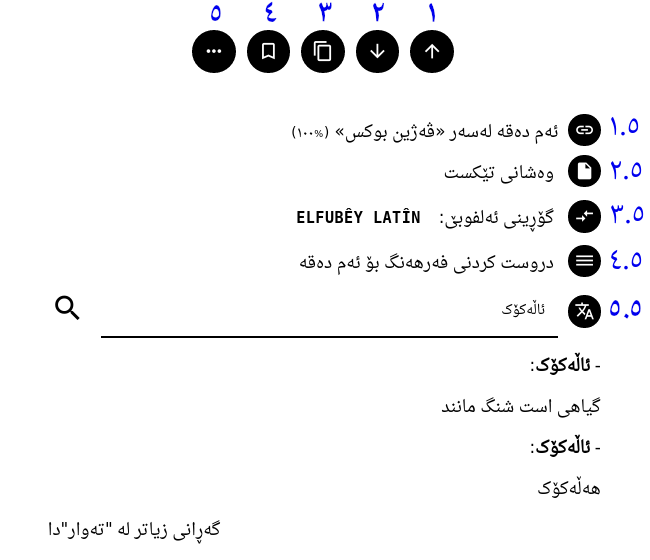 ١ ٢ ٣ ٤ ٥
١.٥ ئەم دەقە لەسەر «ڤەژین بوکس» (١٠٠%)
٢.٥ وەشانی تێکست
٣.٥ گۆڕینی ئەلفوبێ: ELFUBÊY LATÎN
٤.٥ دروست کردنی فەرهەنگ بۆ ئەم دەقە
٥.٥ ئاڵەکۆک
- ئاڵەکۆک:
گیاهی است شنگ مانند
- ئاڵەکۆک:
هەڵەکۆک
گەڕانی زیاتر لە "تەوار"دا